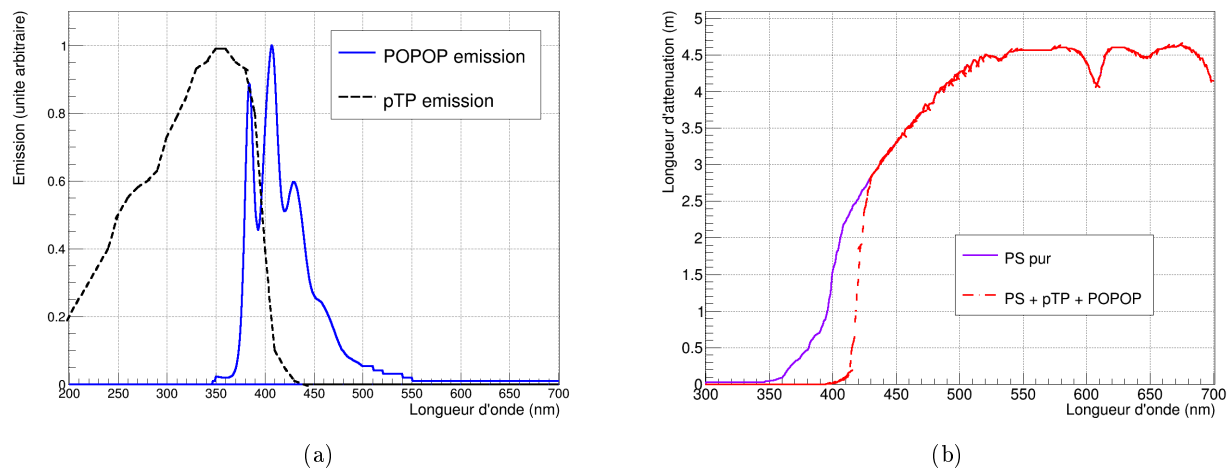 Emission (unite arbitraire)
1
0.8
0.6
0.4
0.2
0
200 250 300 350 400 450 500 550 600 650 700
Longueur d'onde (nm)
POPOP emission
pTP emission
(a)
Longueur d'attenuation (m)
5
4.5
4
3.5
3
2.5
2
1.5
1
0.5
0
300 350 400 450 500 550 600 650 700
Longueur d'onde (nm)
PS pur
PS + pTP + POPOP
(b)